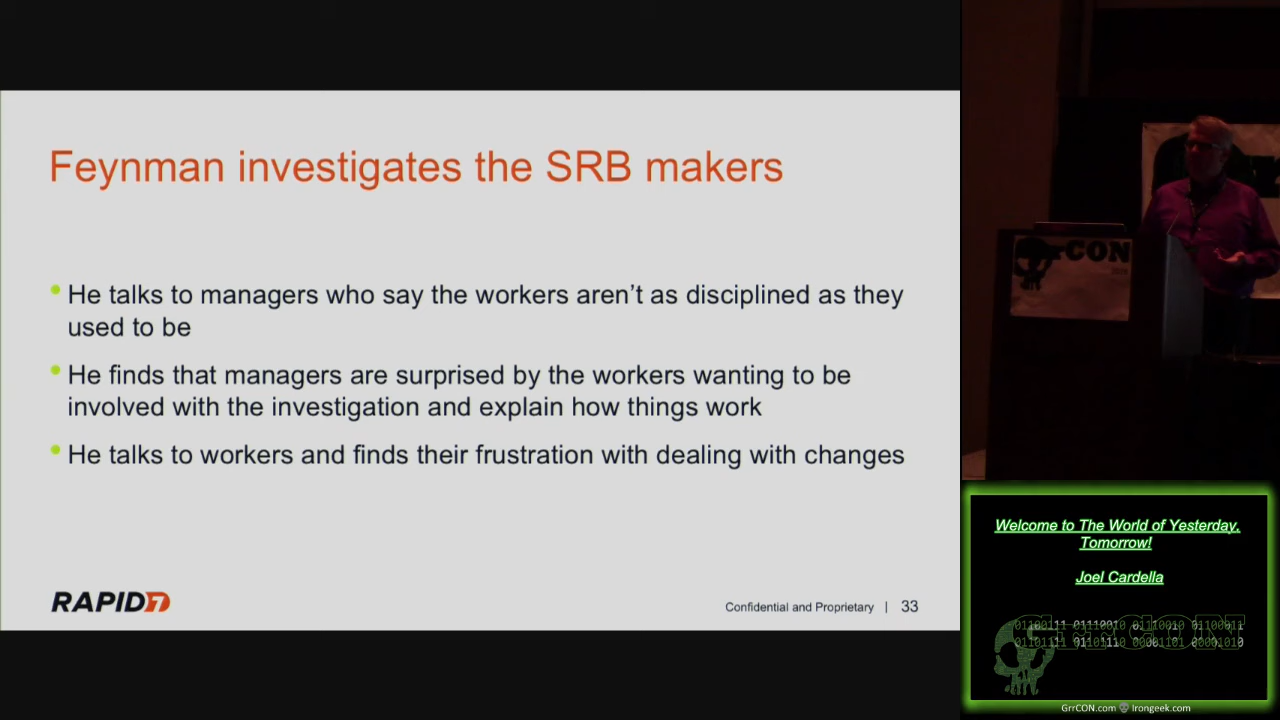 Feynman investigates the SRB makers
• He talks to managers who say the workers aren't as disciplined as they
used to be
• He finds that managers are surprised by the workers wanting to be
involved with the investigation and explain how things work
• He talks to workers and finds their frustration with dealing with changes
RAPID7
Confidential and Proprietary | 33
CON
Welcome to The World of Yesterday,
Tomorrow!
Joel Cardella
GrrCON
GrrCON.com Irongeek.com